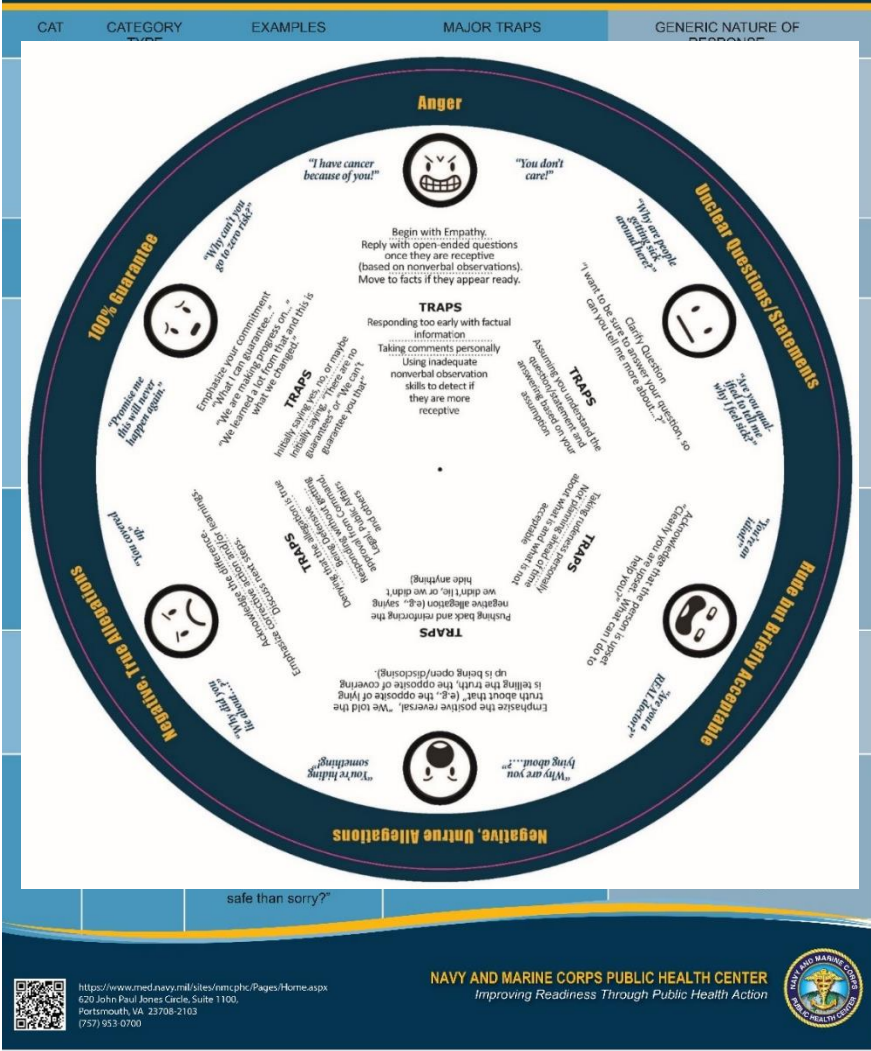 CAT
CATEGORY
TYPE
EXAMPLES
MAJOR TRAPS
GENERIC NATURE OF
RESPONSE
Anger
"I have cancer
because of you!"
"You don't
care!"
Begin with Empathy.
Reply with open-ended questions
once they are receptive
(based on nonverbal observations).
Move to facts if they appear ready.
TRAPS
Responding too early with factual
information
Taking comments personally
Using inadequate
nonverbal observation
skills to detect if
they are more
receptive
Unclear Questions/Statements
"Why are people
getting sick
around here?"
"Are you qual-
ified to tell me
why I feel sick?"
Clarify Question
"I want to be sure to answer your question, so
can you tell me more about...?"
TRAPS
Assuming you understand the
question/statement and
answering based on your
assumption
Rude but Briefly Acceptable
"You're an
idiot!"
"Are you a
REAL doctor?"
Acknowledge that the person is upset
"Clearly you are upset. What can I do to
help you?"
TRAPS
Taking rudeness personally
Not planning ahead of time
about what is and what is not
acceptable
Negative, Untrue Allegations
"Why are you
lying about....?"
"You're hiding
something!"
Emphasize the positive reversal, "We told the
truth about that" (e.g., the opposite of lying
is telling the truth, the opposite of covering
up is being open/disclosing).
TRAPS
Pushing back and reinforcing the
negative allegation (e.g., saying
we didn't lie, or we didn't
hide anything)
Negative, True Allegations
"Why did you
lie about...?"
"You covered
up."
Acknowledge the difference.
Emphasize corrective action and/or learnings.
Discuss next steps.
TRAPS
Denying that the allegation is true
Being Defensive
Responding without getting
approval from Command,
Legal, Public Affairs
and others
100% Guarantee
"Promise me
this will never
happen again."
"Why can't you
go to zero risk?"
Emphasize your commitment
"What I can guarantee..."
"We are making progress on..."
"We learned a lot from that and this is
what we changed."
TRAPS
Initially saying yes, no, or maybe
Initially saying, "There are no
guarantees" or "We can't
guarantee you that"
safe than sorry?"
https://www.med.navy.mil/sites/nmcphc/Pages/Home.aspx
620 John Paul Jones Circle, Suite 1100,
Portsmouth, VA 23708-2103
(757) 953-0700
NAVY AND MARINE CORPS PUBLIC HEALTH CENTER
Improving Readiness Through Public Health Action
NAVY AND MARINE CORPS
PUBLIC HEALTH CENTER